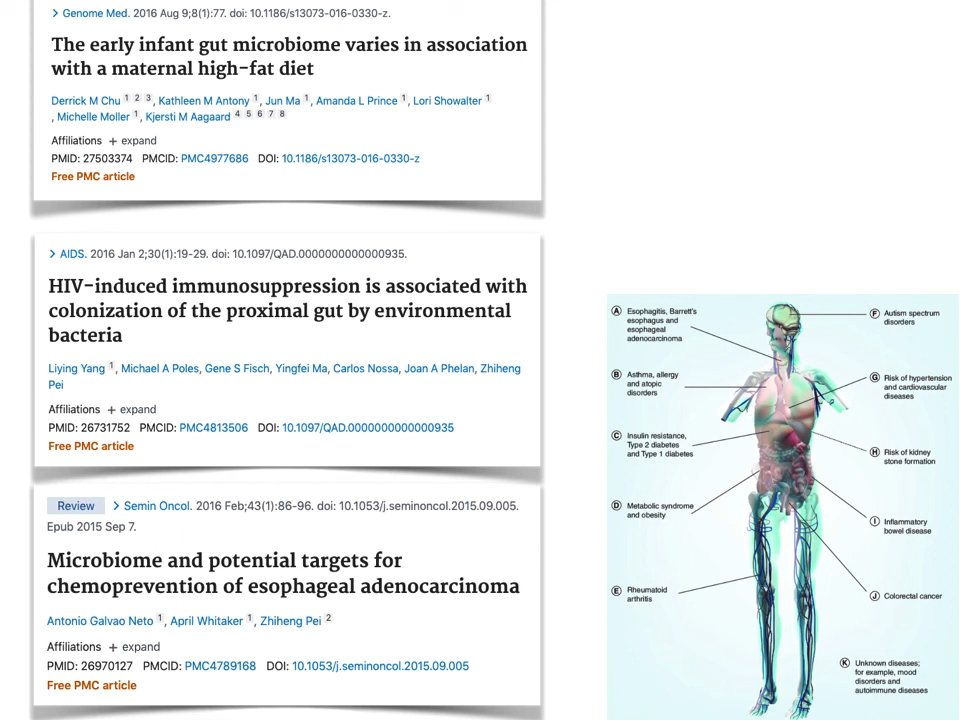 > Genome Med. 2016 Aug 9;8(1):77. doi: 10.1186/s13073-016-0330-z.
The early infant gut microbiome varies in association
with a maternal high-fat diet
Derrick M Chu 1 2 3, Kathleen M Antony 1, Jun Ma 1, Amanda L Prince 1, Lori Showalter 1
, Michelle Moller 1, Kjersti M Aagaard 4 5 6 7 8
Affiliations + expand
PMID: 27503374 PMCID: PMC4977686 DOI: 10.1186/s13073-016-0330-z
Free PMC article
> AIDS. 2016 Jan 2;30(1):19-29. doi: 10.1097/QAD.0000000000000935.
HIV-induced immunosuppression is associated with
colonization of the proximal gut by environmental
bacteria
Liying Yang 1, Michael A Poles, Gene S Fisch, Yingfei Ma, Carlos Nossa, Joan A Phelan, Zhiheng
Pei
Affiliations + expand
PMID: 26731752 PMCID: PMC4813506 DOI: 10.1097/QAD.0000000000000935
Free PMC article
Review > Semin Oncol. 2016 Feb;43(1):86-96. doi: 10.1053/j.seminoncol.2015.09.005.
Epub 2015 Sep 7.
Microbiome and potential targets for
chemoprevention of esophageal adenocarcinoma
Antonio Galvao Neto 1, April Whitaker 1, Zhiheng Pei 2
Affiliations + expand
PMID: 26970127 PMCID: PMC4789168 DOI: 10.1053/j.seminoncol.2015.09.005
Free PMC article
A Esophagitis, Barrett's
esophagus and
esophageal
adenocarcinoma
B Asthma, allergy
and atopic
disorders
C Insulin resistance,
Type 2 diabetes
and Type 1 diabetes
D Metabolic syndrome
and obesity
E Rheumatoid
arthritis
F Autism spectrum
disorders
G Risk of hypertension
and cardiovascular
diseases
H Risk of kidney
stone formation
I Inflammatory
bowel disease
J Colorectal cancer
K Unknown diseases;
for example, mood
disorders and
autoimmune diseases